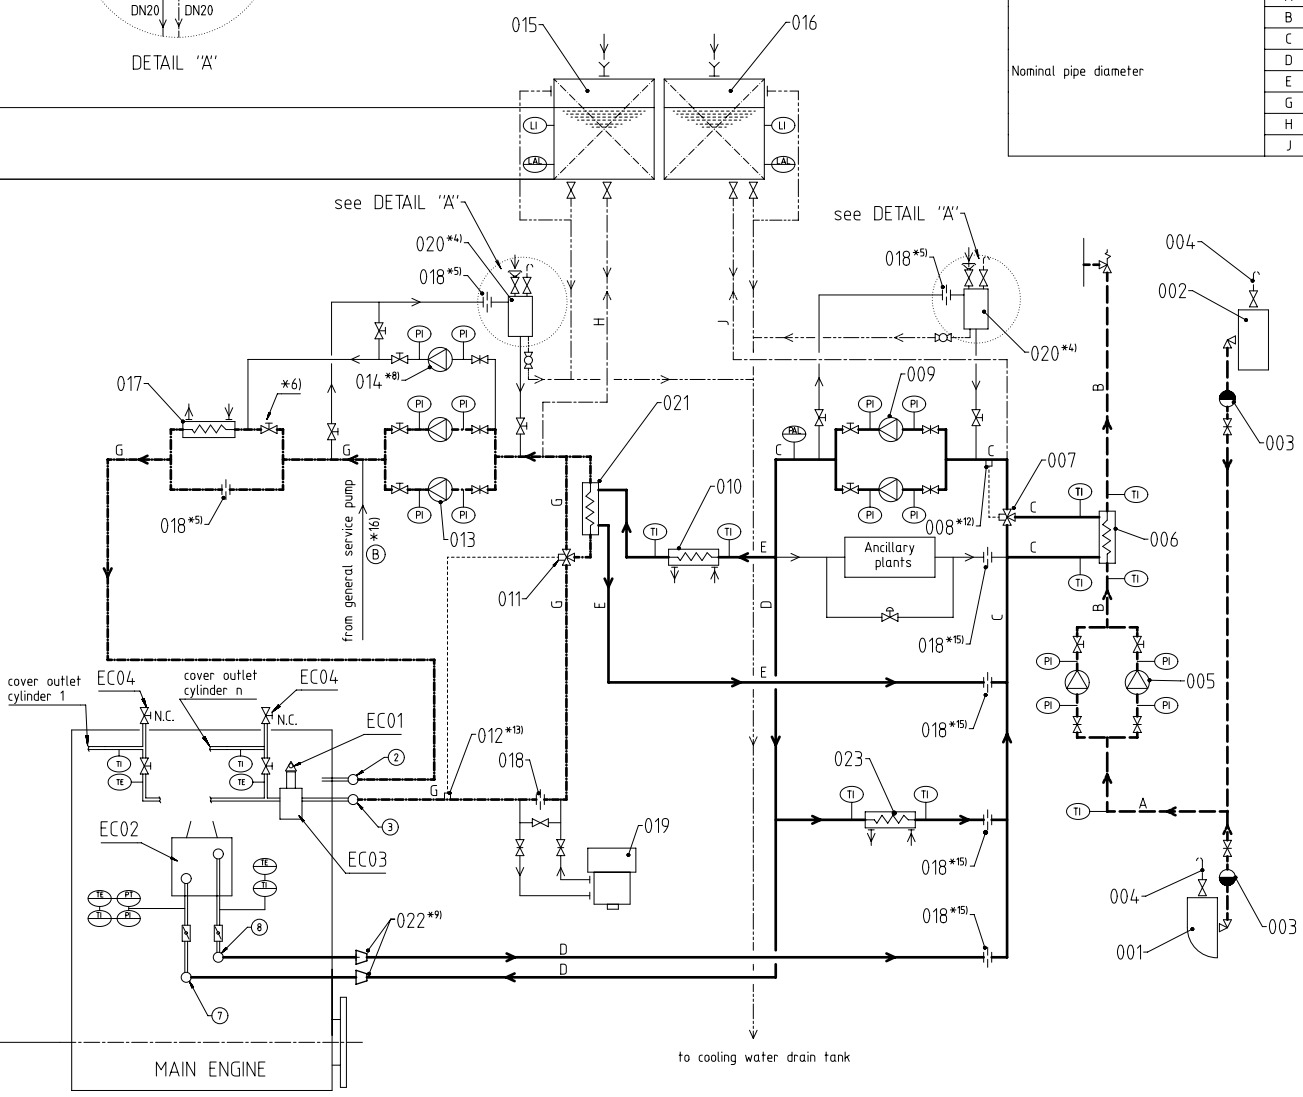 DN20 DN20
DETAIL "A"
015
016
Nominal pipe diameter
B
C
D
E
G
H
J
LI
LAL
LI
LAL
see DETAIL "A"
see DETAIL "A"
020*4)
018*5)
018*5)
020*4)
004
002
003
H
J
B
PI PI
014*8)
017
*6)
PI PI
009
021
PI PI
PAL
G
G
C
C
007
018*5)
PI PI
013
G
010
TI TI
PI PI
008*12)
C
TI TI
006
from general service pump
B *16)
011
G
E
E
Ancillary plants
C
D
018*15)
C
TI TI
B
E
018*15)
PI PI
005
PI PI
cover outlet
cylinder 1
EC04
cover outlet
cylinder n
EC04
N.C.
N.C.
EC01
TI
TE
TI
TE
2
012*13)
018
G
3
023
TI TI
018*15)
TI
A
EC02
EC03
019
TE
TI
TE PT
TI PI
8
022*9)
018*15)
D
D
7
004
001
003
MAIN ENGINE
to cooling water drain tank